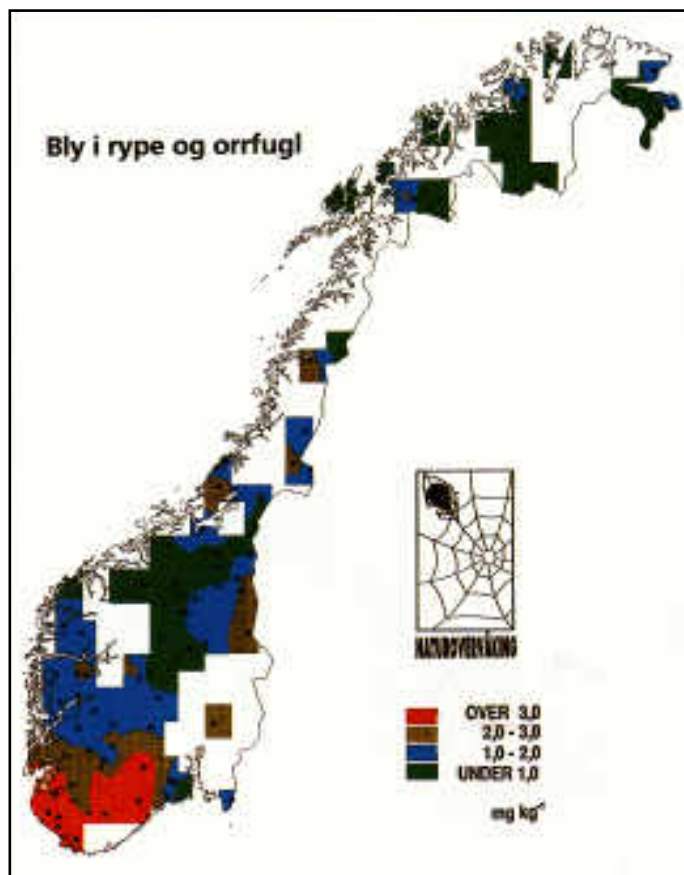 Bly i rype og orrfugl
NATUROVERVÅKING
OVER 3,0
2,0 - 3,0
1,0 - 2,0
UNDER 1,0
mg kg⁻¹